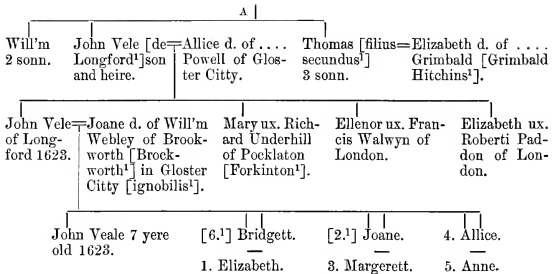 A
Will'm
2 sonn.
John Vele [de
Longford¹]son
and heire.
Allice d. of ....
Powell of Glos-
ter Citty.
Thomas [filius
secundus¹]
3 sonn.
Elizabeth d. of ....
Grimbald [Grimbald
Hitchins¹].
John Vele
of Long-
ford 1623.
Joane d. of Will'm
Webley of Brook-
worth [Brock-
worth¹] in Gloster
Citty [ignobilis¹].
Mary ux. Rich-
ard Underhill
of Pocklaton
[Forkinton¹].
Ellenor ux. Fran-
cis Walwyn of
London.
Elizabeth ux.
Roberti Pad-
don of Lon-
don.
John Veale 7 yere
old 1623.
[6.¹] Bridgett.
1. Elizabeth.
[2.¹] Joane.
3. Margerett.
4. Allice.
5. Anne.